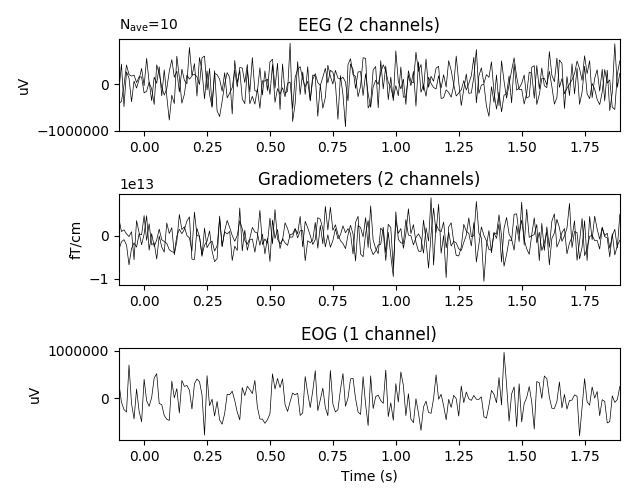 N_ave=10
EEG (2 channels)
uV
0
−1000000
0.00 0.25 0.50 0.75 1.00 1.25 1.50 1.75
1e13
Gradiometers (2 channels)
fT/cm
0
−1
0.00 0.25 0.50 0.75 1.00 1.25 1.50 1.75
EOG (1 channel)
1000000
uV
0
0.00 0.25 0.50 0.75 1.00 1.25 1.50 1.75
Time (s)